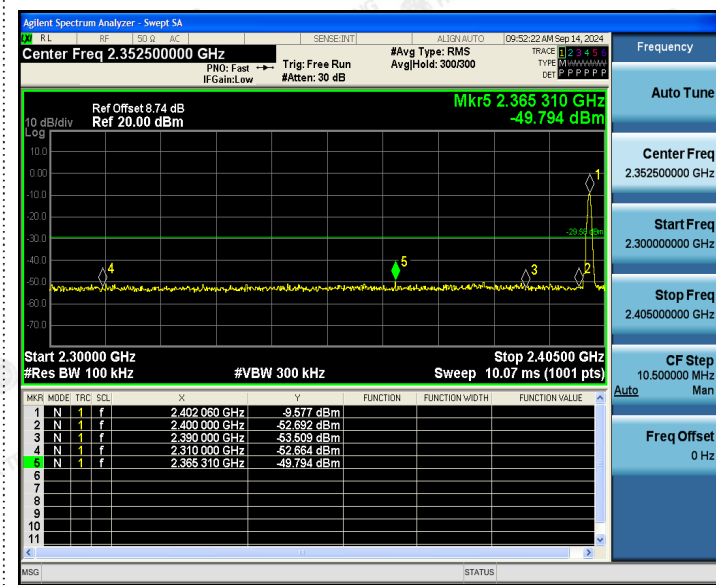 Agilent Spectrum Analyzer - Swept SA
LXI RL RF 50 Ω AC SENSE:INT ALIGN AUTO 09:52:22 AM Sep 14, 2024
Center Freq 2.352500000 GHz
PNO: Fast
IFGain:Low
Trig: Free Run
#Atten: 30 dB
#Avg Type: RMS
Avg|Hold: 300/300
TRACE 1 2 3 4 5 6
TYPE M
DET P P P P P P
Mkr5 2.365 310 GHz
-49.794 dBm
Ref Offset 8.74 dB
10 dB/div Ref 20.00 dBm
Log
10.0
0.00
-10.0
-20.0
-30.0
-40.0
-50.0
-60.0
-70.0
1
2
3
4
5
Start 2.30000 GHz Stop 2.40500 GHz
#Res BW 100 kHz #VBW 300 kHz Sweep 10.07 ms (1001 pts)
MKR MODE TRC SCL X Y FUNCTION FUNCTION WIDTH FUNCTION VALUE
1 N 1 f 2.402 060 GHz -9.577 dBm
2 N 1 f 2.400 000 GHz -52.692 dBm
3 N 1 f 2.390 000 GHz -53.509 dBm
4 N 1 f 2.310 000 GHz -52.664 dBm
5 N 1 f 2.365 310 GHz -49.794 dBm
6
7
8
9
10
11
MSG STATUS
Frequency
Auto Tune
Center Freq
2.352500000 GHz
Start Freq
2.300000000 GHz
Stop Freq
2.405000000 GHz
CF Step
10.500000 MHz
Auto Man
Freq Offset
0 Hz